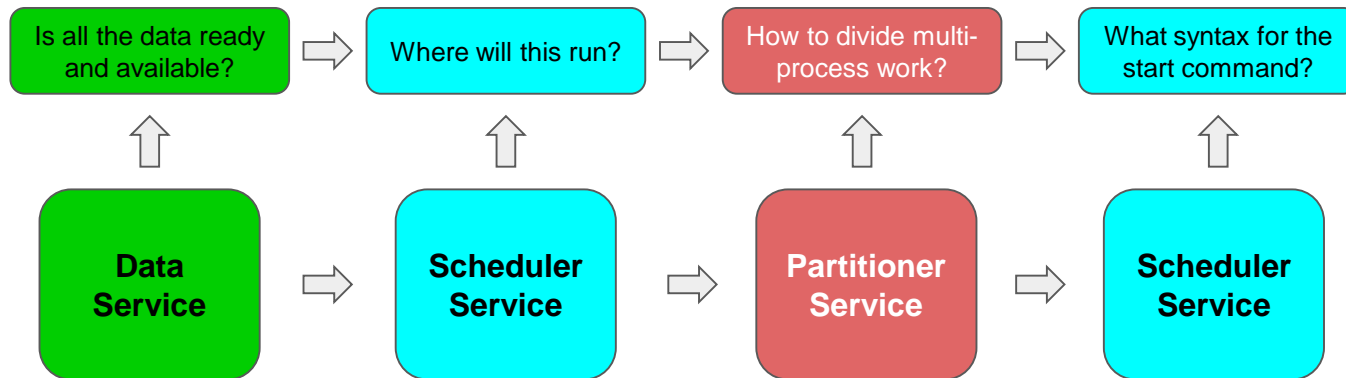 Is all the data ready
and available?
Where will this run?
How to divide multi-
process work?
What syntax for the
start command?
Data
Service
Scheduler
Service
Partitioner
Service
Scheduler
Service